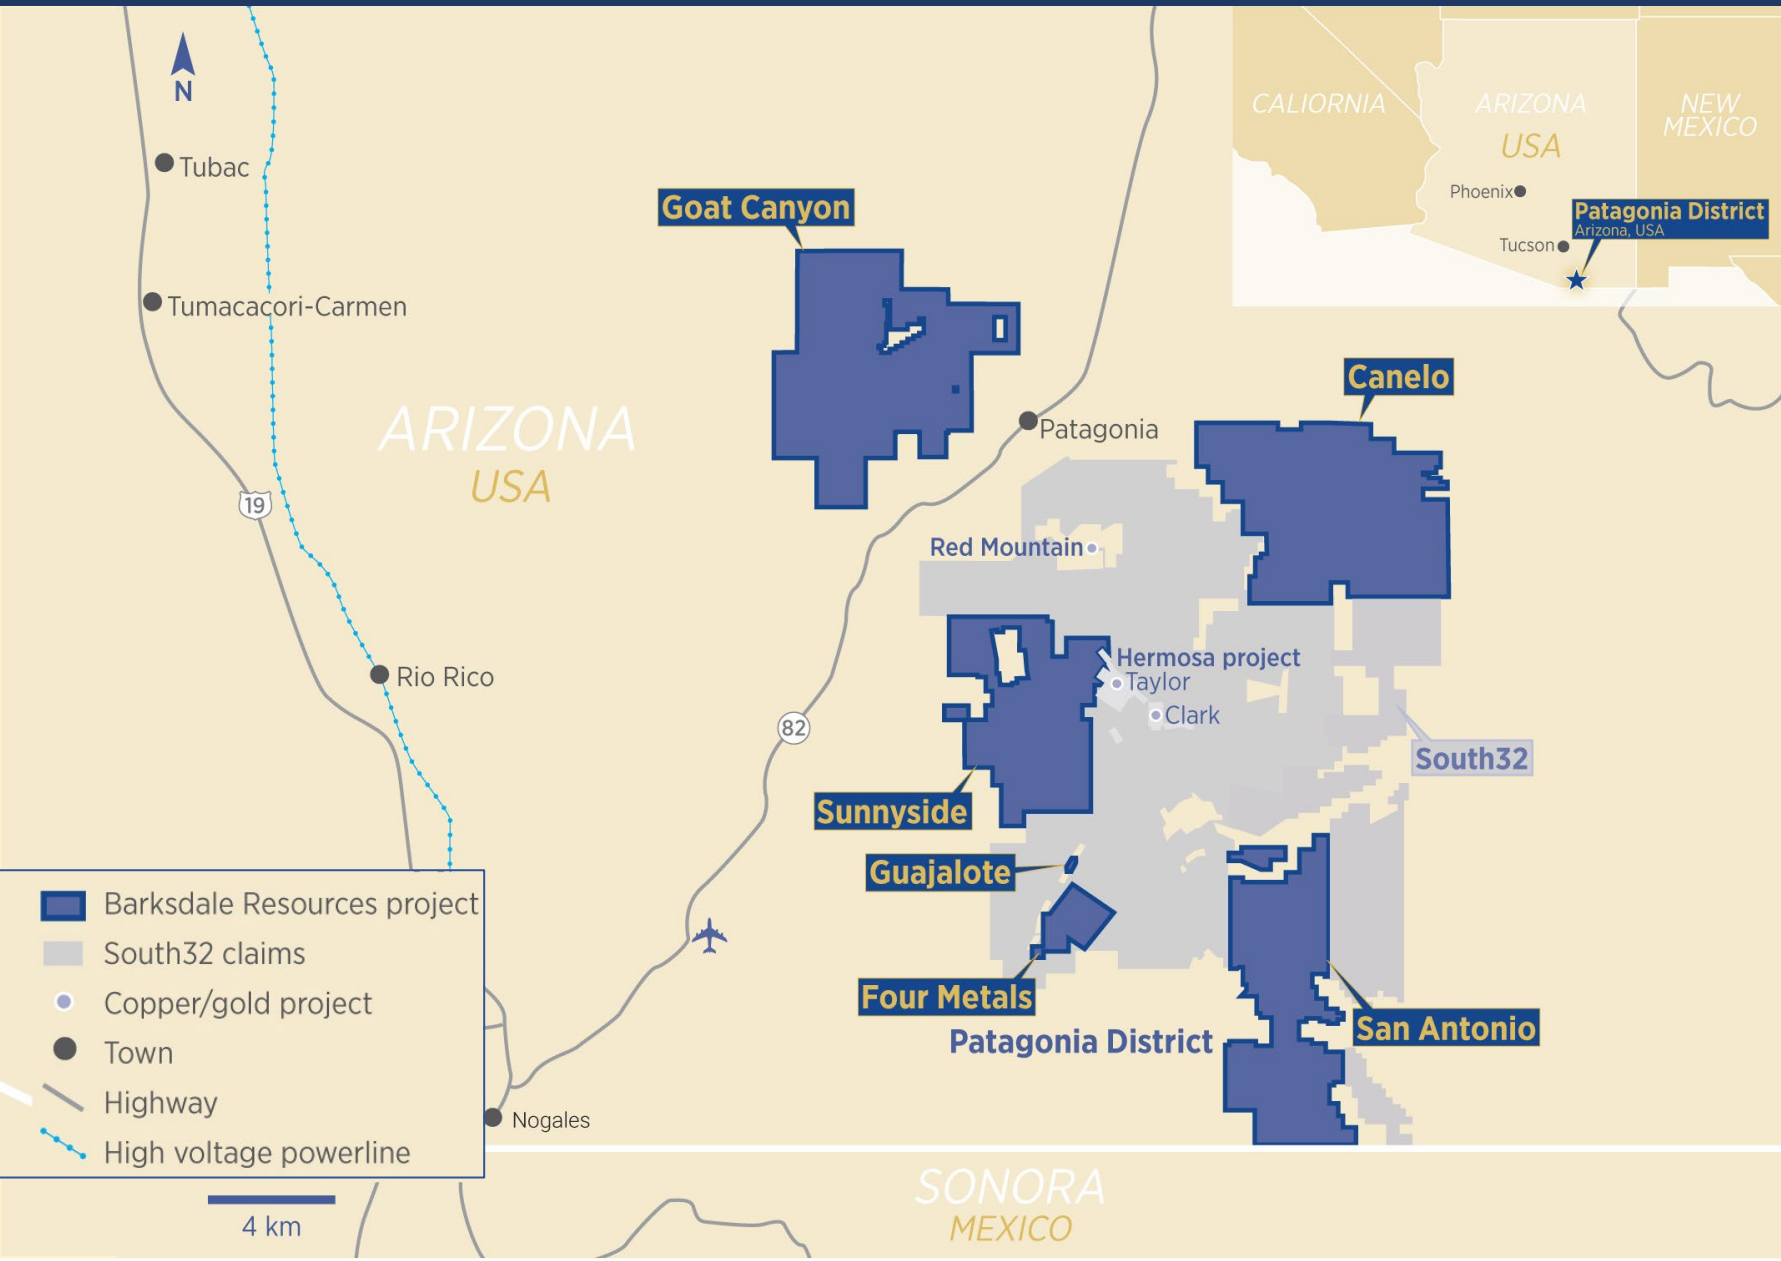 N
Tubac
Tumacacori-Carmen
ARIZONA
USA
19
Rio Rico
Goat Canyon
Patagonia
82
CALIORNIA
ARIZONA
USA
NEW
MEXICO
Phoenix
Tucson
Patagonia District
Arizona, USA
Canelo
Red Mountain
Hermosa project
Taylor
Clark
South32
Sunnyside
Guajalote
Four Metals
San Antonio
Patagonia District
Barksdale Resources project
South32 claims
Copper/gold project
Town
Highway
High voltage powerline
4 km
Nogales
SONORA
MEXICO